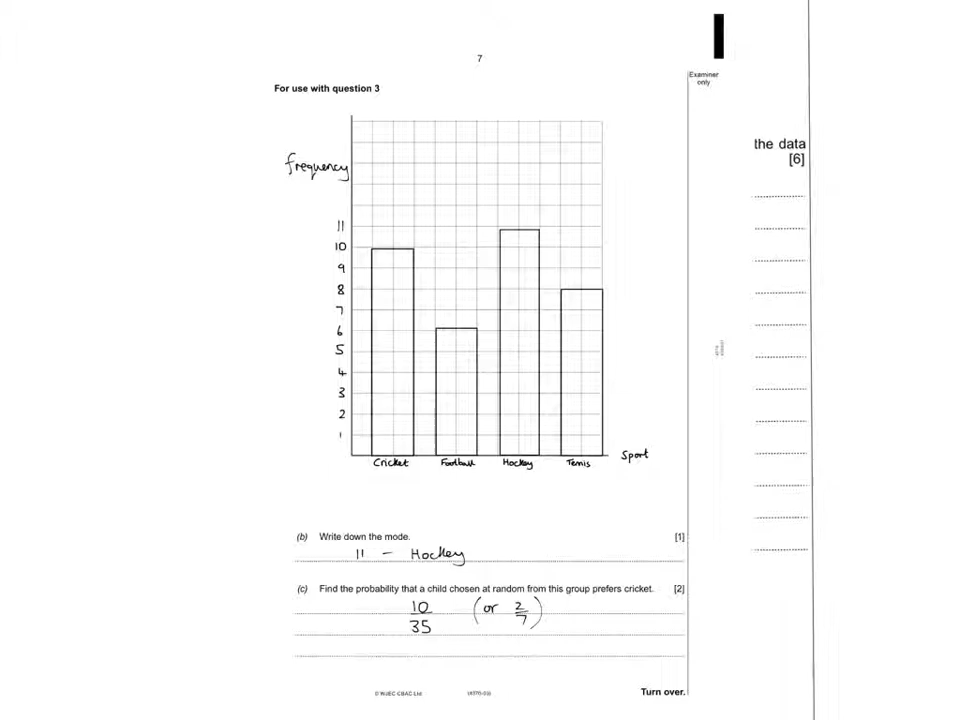 7
Examiner
only
For use with question 3
the data
[6]
frequency
11
10
9
8
7
6
5
4
3
2
1
Cricket Football Hockey Tenis Sport
(b) Write down the mode. [1]
11 - Hockey
(c) Find the probability that a child chosen at random from this group prefers cricket. [2]
10 (or 2
35 7)
© WJEC CBAC Ltd (4370-03) Turn over.